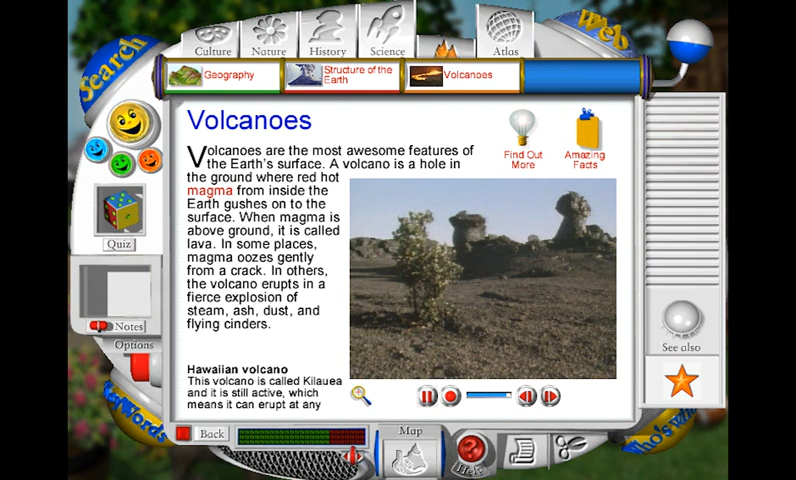 Search
Culture
Nature
History
Science
Atlas
Web
Geography
Structure of the
Earth
Volcanoes
Volcanoes
Volcanoes are the most awesome features of
the Earth's surface. A volcano is a hole in
the ground where red hot
magma from inside the
Earth gushes on to the
surface. When magma is
above ground, it is called
lava. In some places,
magma oozes gently
from a crack. In others,
the volcano erupts in a
fierce explosion of
steam, ash, dust, and
flying cinders.
Find Out
More
Amazing
Facts
Quiz
Notes
Options
Hawaiian volcano
This volcano is called Kilauea
and it is still active, which
means it can erupt at any
See also
Back
Map
Help
Who's who